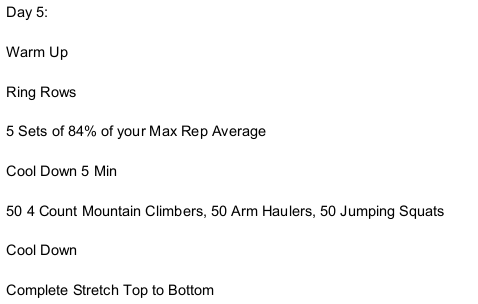 Day 5:
Warm Up
Ring Rows
5 Sets of 84% of your Max Rep Average
Cool Down 5 Min
50 4 Count Mountain Climbers, 50 Arm Haulers, 50 Jumping Squats
Cool Down
Complete Stretch Top to Bottom